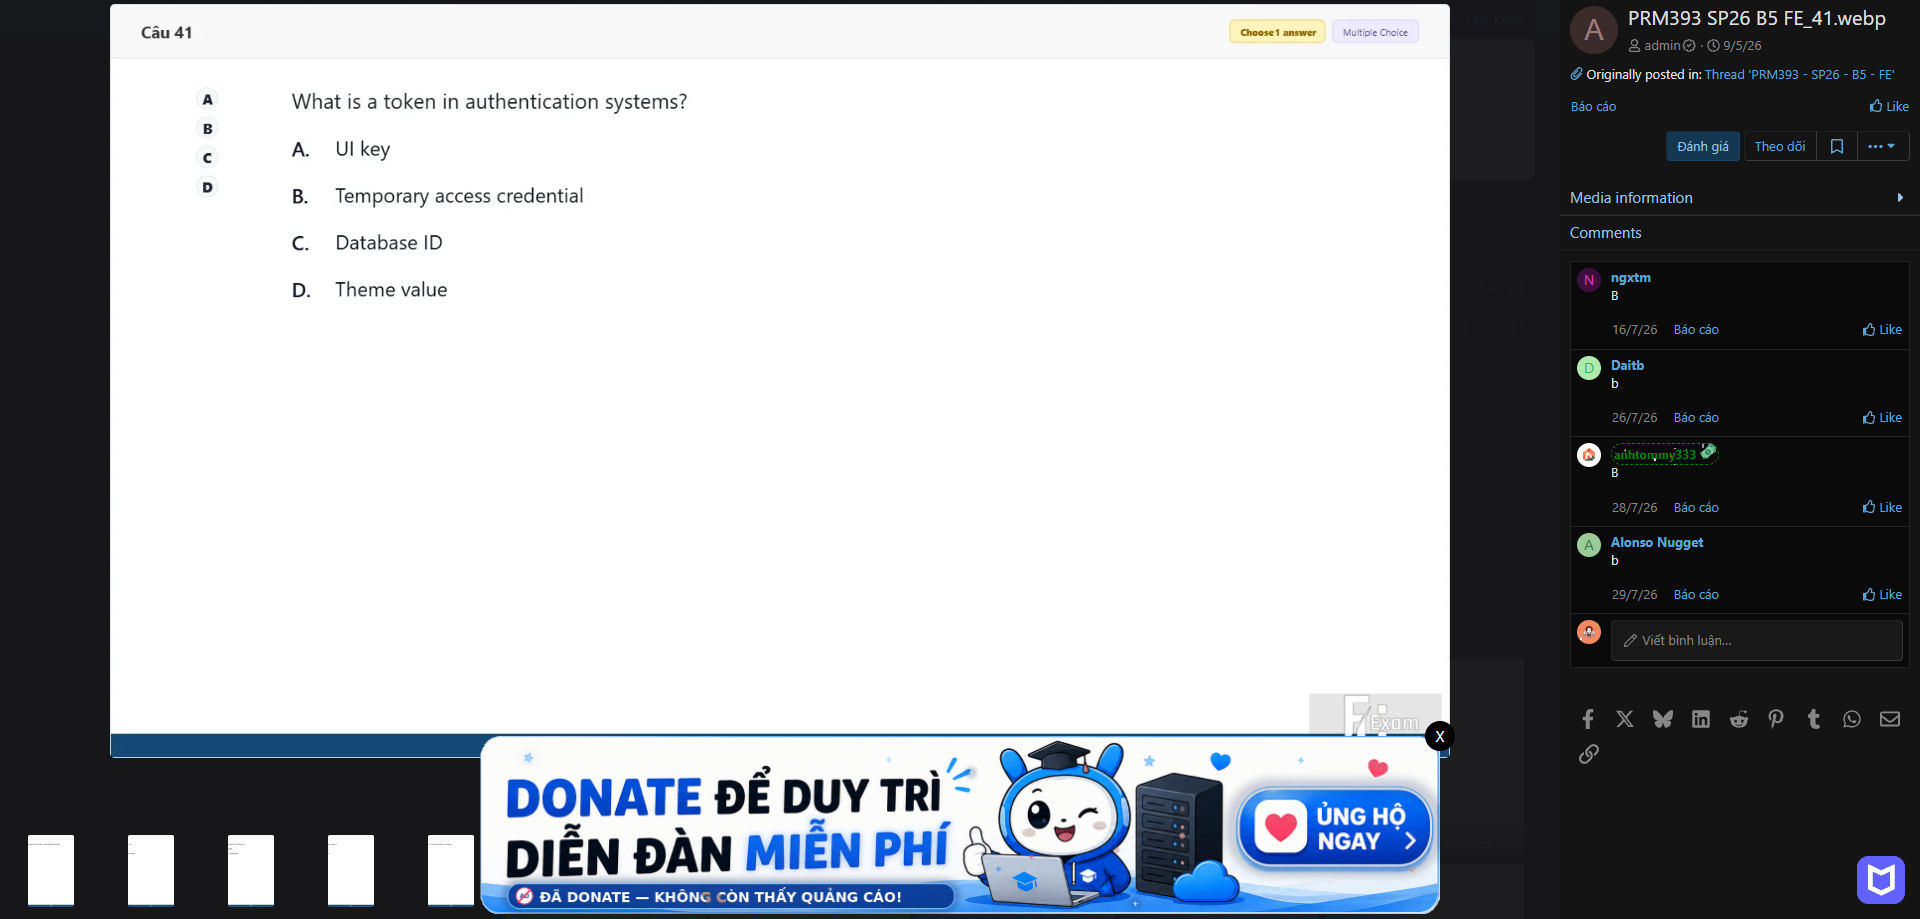 Câu 41
Choose 1 answer
Multiple Choice
A
B
C
D
What is a token in authentication systems?
A. UI key
B. Temporary access credential
C. Database ID
D. Theme value
Exam
X
DONATE ĐỂ DUY TRÌ
DIỄN ĐÀN MIỄN PHÍ
ĐÃ DONATE — KHÔNG CÒN THẤY QUẢNG CÁO!
ỦNG HỘ
NGAY
A
PRM393 SP26 B5 FE_41.webp
admin · 9/5/26
Originally posted in: Thread 'PRM393 - SP26 - B5 - FE'
Báo cáo
Like
Đánh giá
Theo dõi
Media information
Comments
N
ngxtm
B
16/7/26 Báo cáo Like
D
Daitb
b
26/7/26 Báo cáo Like
anhtommy333
B
28/7/26 Báo cáo Like
A
Alonso Nugget
b
29/7/26 Báo cáo Like
Viết bình luận...